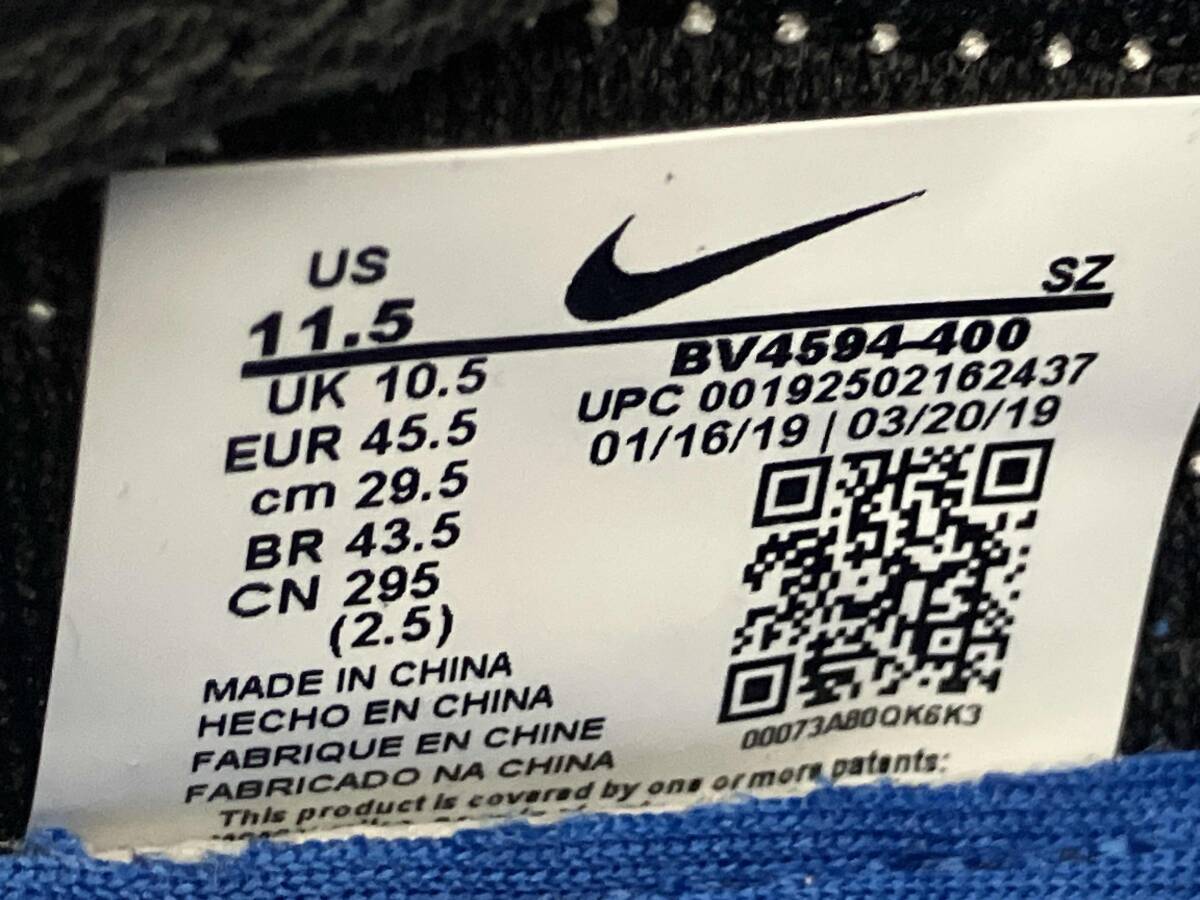 US
11.5
UK 10.5
EUR 45.5
cm 29.5
BR 43.5
CN 295
(2.5)
SZ
BV4594-400
UPC 00192502162437
01/16/19 | 03/20/19
00073A80QK6K3
MADE IN CHINA
HECHO EN CHINA
FABRIQUE EN CHINE
FABRICADO NA CHINA
This product is covered by one or more patents: